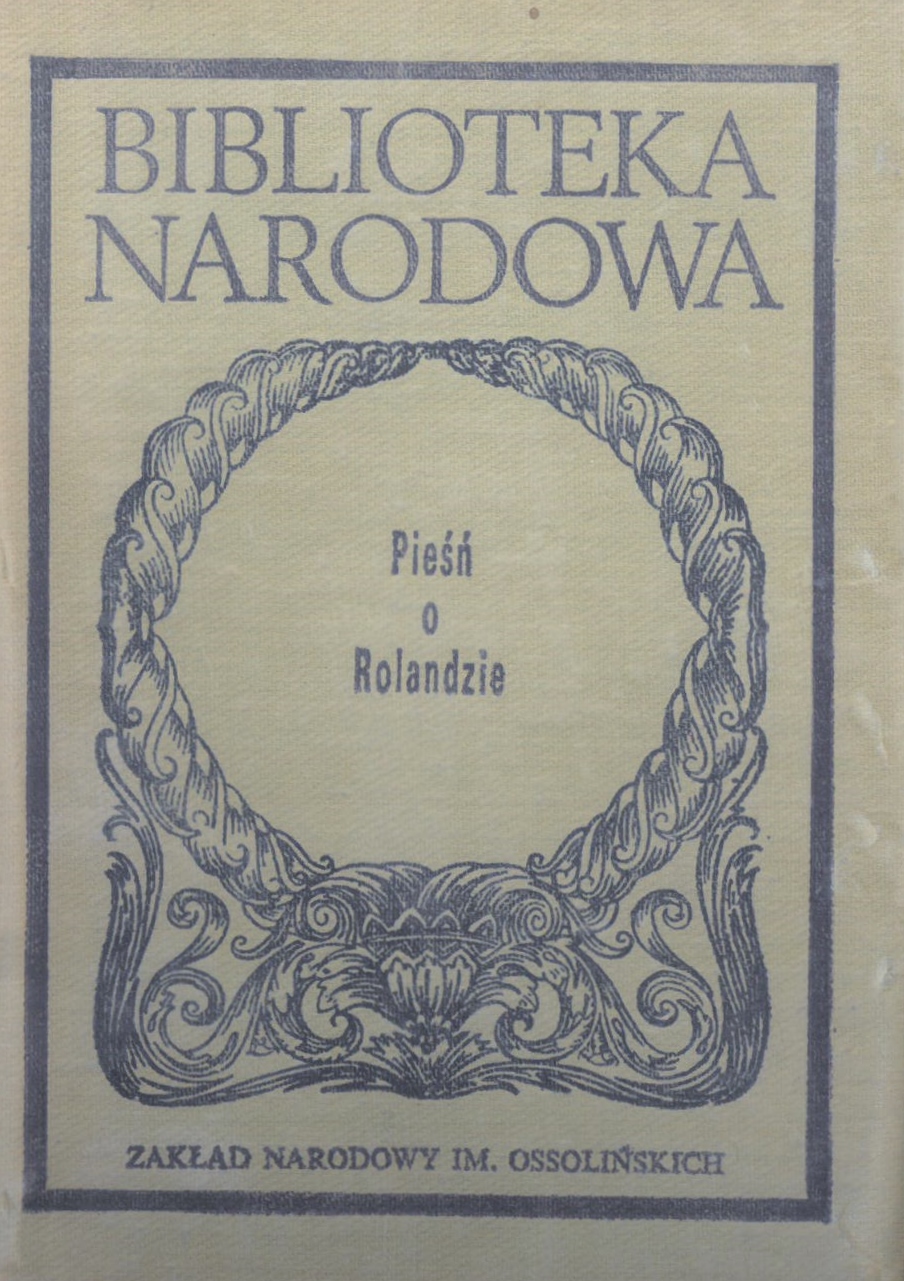 BIBLIOTEKA
NARODOWA
Pieśń
o
Rolandzie
ZAKŁAD NARODOWY IM. OSSOLIŃSKICH